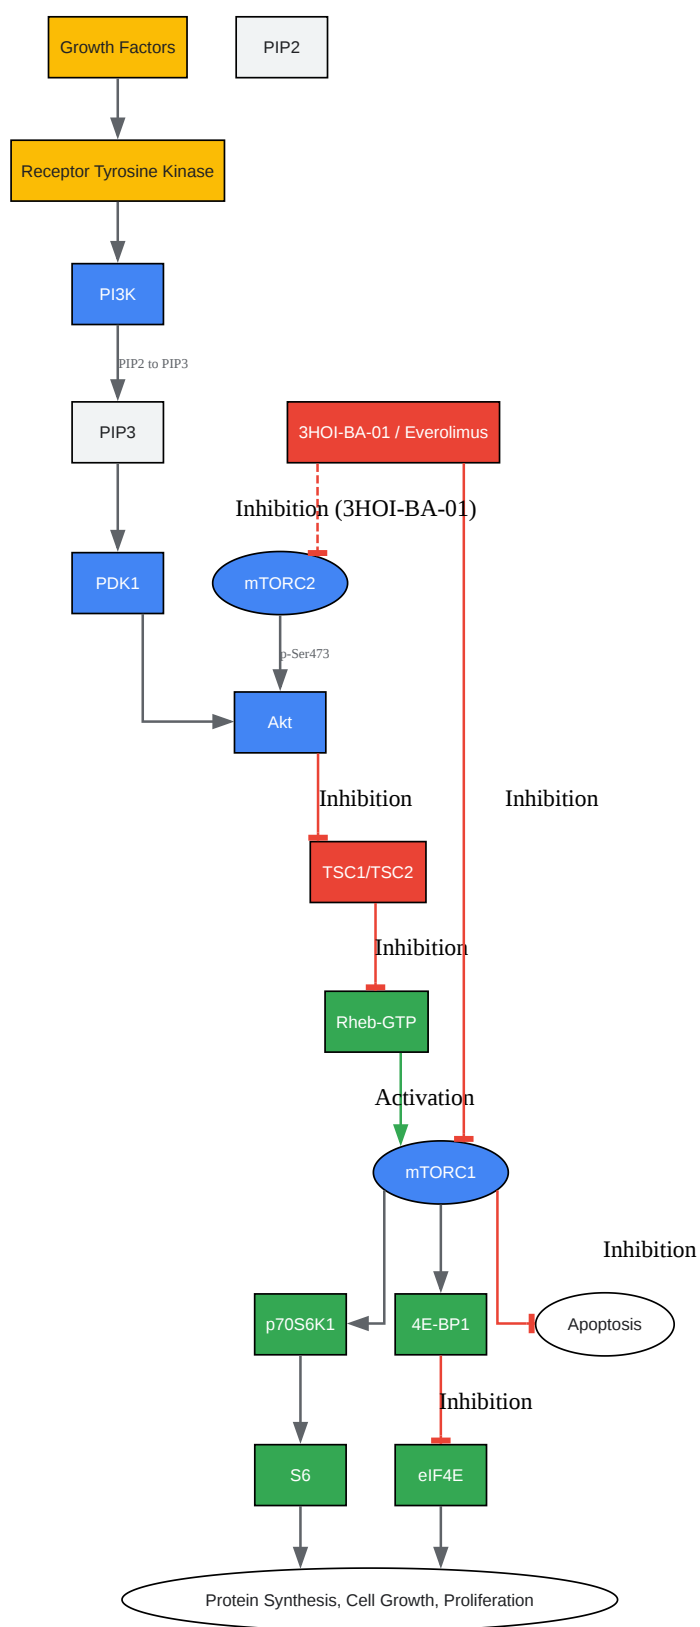 Growth Factors
PIP2
Receptor Tyrosine Kinase
PI3K
PIP2 to PIP3
PIP3
3HOI-BA-01 / Everolimus
Inhibition (3HOI-BA-01)
PDK1
mTORC2
p-Ser473
Akt
Inhibition
Inhibition
TSC1/TSC2
Inhibition
Rheb-GTP
Activation
mTORC1
Inhibition
p70S6K1
4E-BP1
Apoptosis
Inhibition
S6
eIF4E
Protein Synthesis, Cell Growth, Proliferation